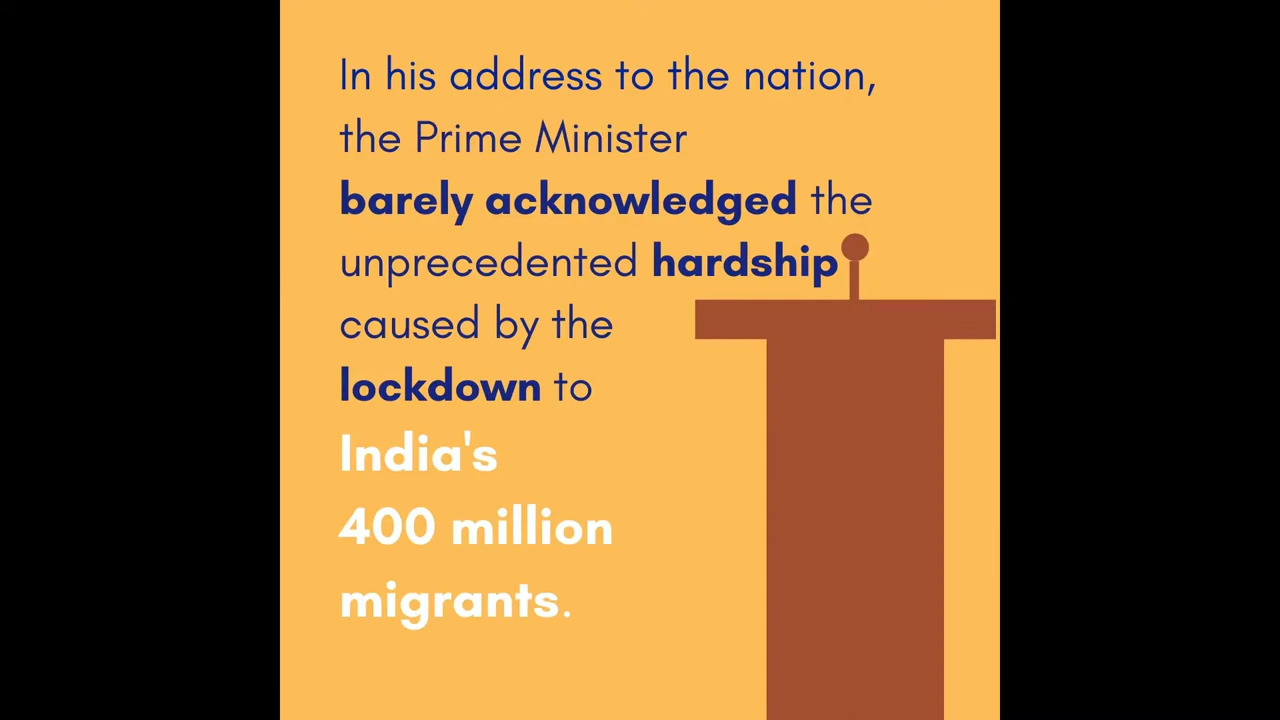 In his address to the nation,
the Prime Minister
barely acknowledged the
unprecedented hardship
caused by the
lockdown to
India's
400 million
migrants.